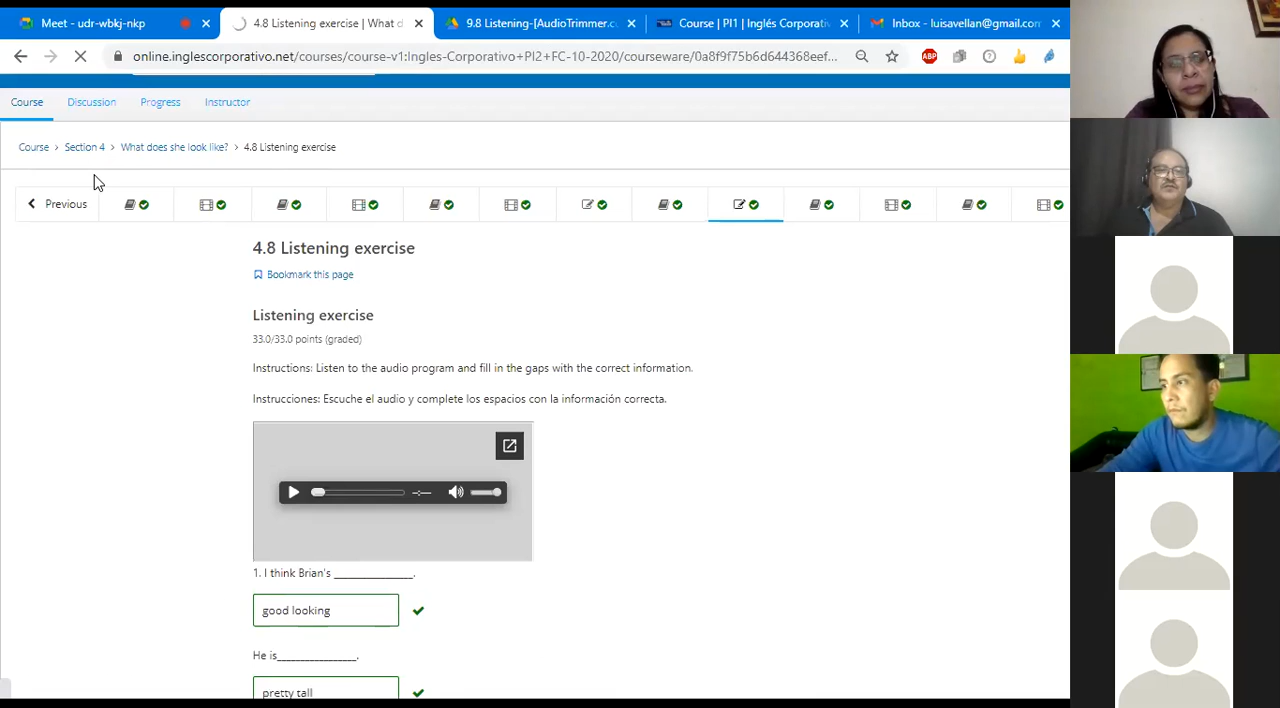 Meet - udr-wbkj-nkp
4.8 Listening exercise | What d
9.8 Listening-[AudioTrimmer.c
Course | PI1 | Inglés Corporativ
Inbox - luisavellan@gmail.com
online.inglescorporativo.net/courses/course-v1:Ingles-Corporativo+PI2+FC-10-2020/courseware/0a8f9f75b6d644368eef...
ABP
Course Discussion Progress Instructor
Course > Section 4 > What does she look like? > 4.8 Listening exercise
Previous
4.8 Listening exercise
Bookmark this page
Listening exercise
33.0/33.0 points (graded)
Instructions: Listen to the audio program and fill in the gaps with the correct information.
Instrucciones: Escuche el audio y complete los espacios con la información correcta.
-:-
1. I think Brian's _______________.
good looking
He is_______________.
pretty tall